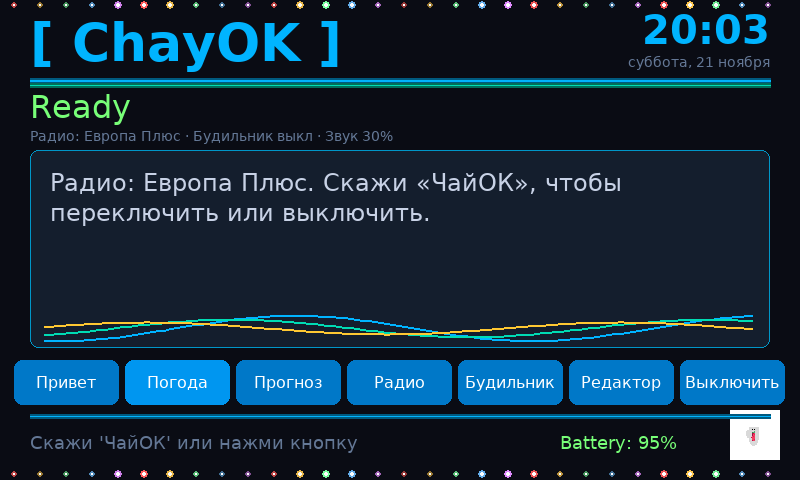 [ ChayOK ]
20:03
суббота, 21 ноября
Ready
Радио: Европа Плюс · Будильник выкл · Звук 30%
Радио: Европа Плюс. Скажи «ЧайОК», чтобы
переключить или выключить.
Привет Погода Прогноз Радио Будильник Редактор Выключить
Скажи 'ЧайОК' или нажми кнопку Battery: 95%